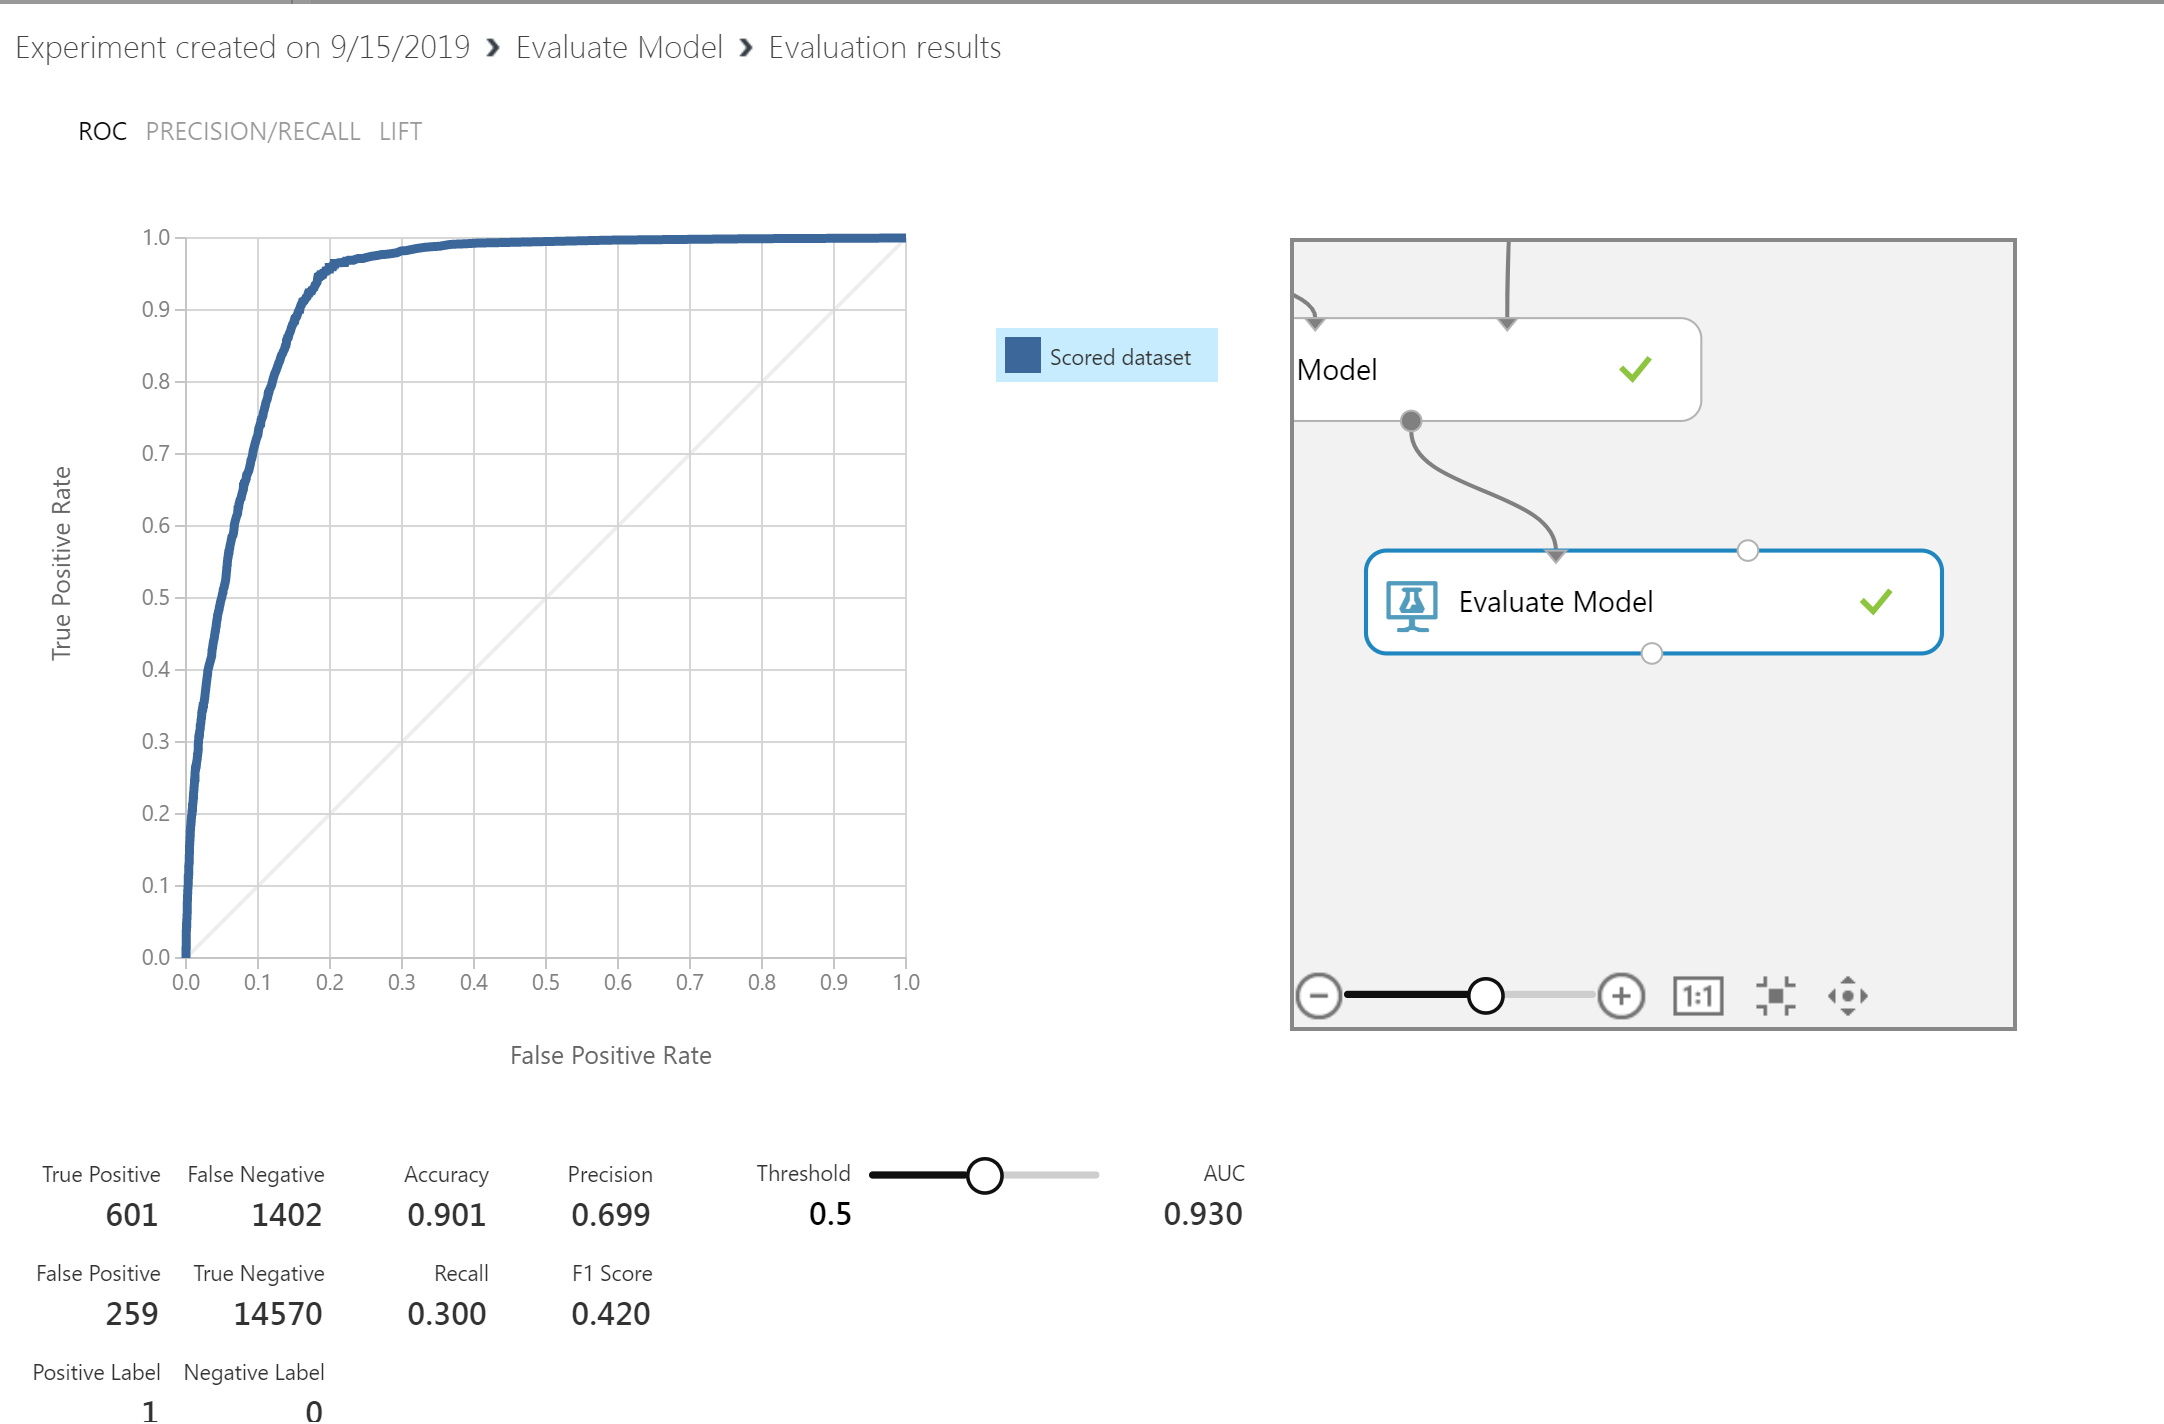 Experiment created on 9/15/2019 › Evaluate Model › Evaluation results
ROC PRECISION/RECALL LIFT
True Positive Rate
1.0
0.9
0.8
0.7
0.6
0.5
0.4
0.3
0.2
0.1
0.0
0.0 0.1 0.2 0.3 0.4 0.5 0.6 0.7 0.8 0.9 1.0
False Positive Rate
Scored dataset
Model
Evaluate Model
1:1
True Positive False Negative Accuracy Precision Threshold AUC
601 1402 0.901 0.699 0.5 0.930
False Positive True Negative Recall F1 Score
259 14570 0.300 0.420
Positive Label Negative Label
1 0